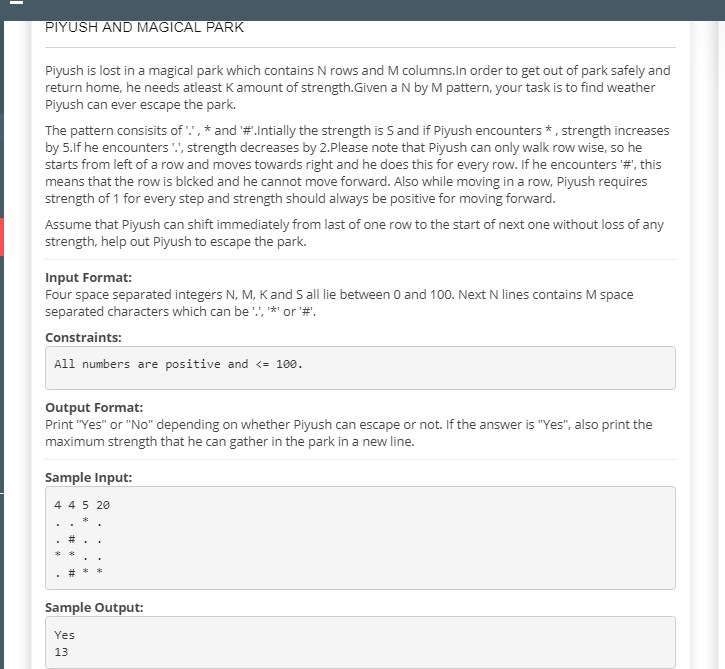 PIYUSH AND MAGICAL PARK
Piyush is lost in a magical park which contains N rows and M columns.In order to get out of park safely and
return home, he needs atleast K amount of strength.Given a N by M pattern, your task is to find weather
Piyush can ever escape the park.
The pattern consisits of '.' , * and '#'.Intially the strength is S and if Piyush encounters * , strength increases
by 5.If he encounters '.', strength decreases by 2.Please note that Piyush can only walk row wise, so he
starts from left of a row and moves towards right and he does this for every row. If he encounters '#', this
means that the row is blcked and he cannot move forward. Also while moving in a row, Piyush requires
strength of 1 for every step and strength should always be positive for moving forward.
Assume that Piyush can shift immediately from last of one row to the start of next one without loss of any
strength, help out Piyush to escape the park.
Input Format:
Four space separated integers N, M, K and S all lie between 0 and 100. Next N lines contains M space
separated characters which can be '.', '*' or '#'.
Constraints:
All numbers are positive and <= 100.
Output Format:
Print "Yes" or "No" depending on whether Piyush can escape or not. If the answer is "Yes", also print the
maximum strength that he can gather in the park in a new line.
Sample Input:
4 4 5 20
. . * .
. # . .
* * . .
. # * *
Sample Output:
Yes
13